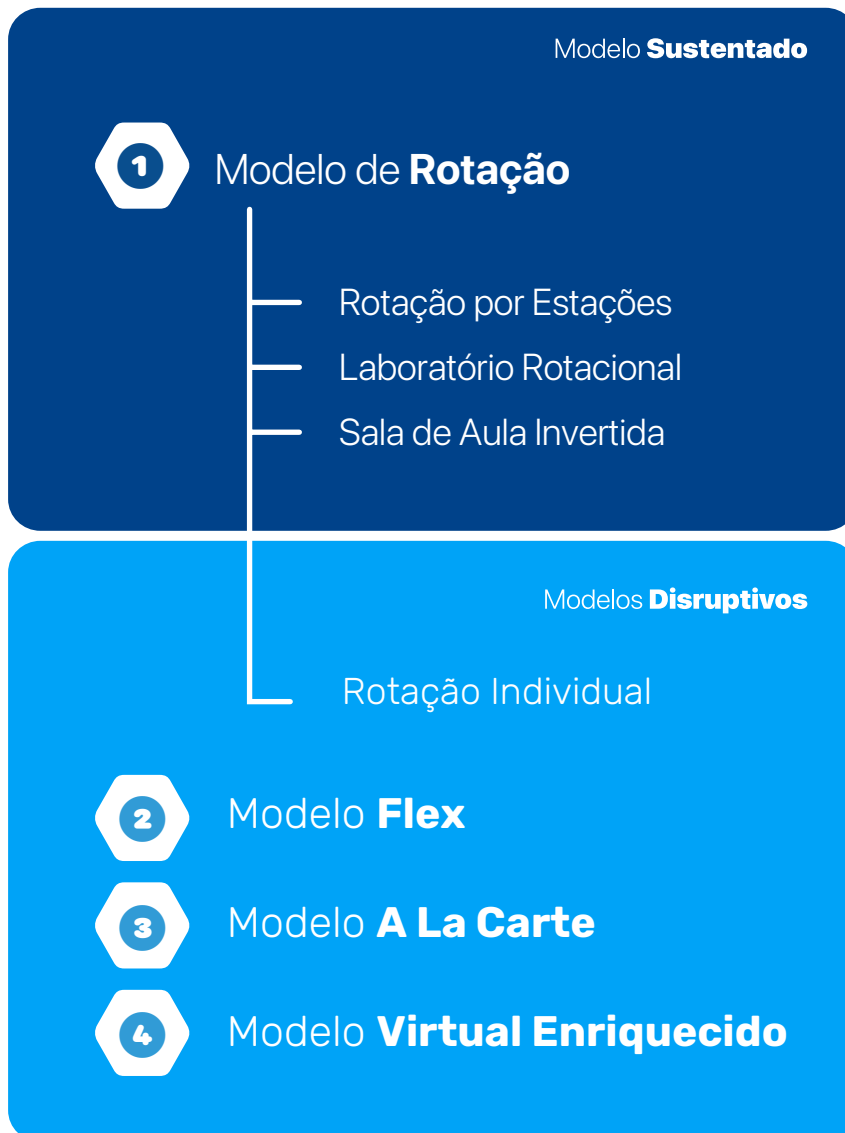 Modelo Sustentado
1 Modelo de Rotação
Rotação por Estações
Laboratório Rotacional
Sala de Aula Invertida
Modelos Disruptivos
Rotação Individual
2 Modelo Flex
3 Modelo A La Carte
4 Modelo Virtual Enriquecido